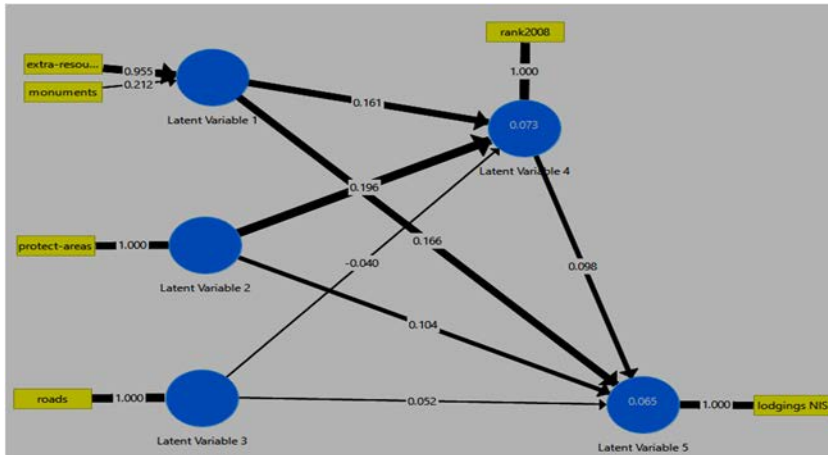 rank2008
extra-resou...
0.955
monuments
0.212
1.000
Latent Variable 1
0.161
0.073
Latent Variable 4
0.196
protect-areas
1.000
0.166
-0.040
0.098
Latent Variable 2
0.104
roads
1.000
0.052
0.065
1.000
lodgings NIS
Latent Variable 3
Latent Variable 5